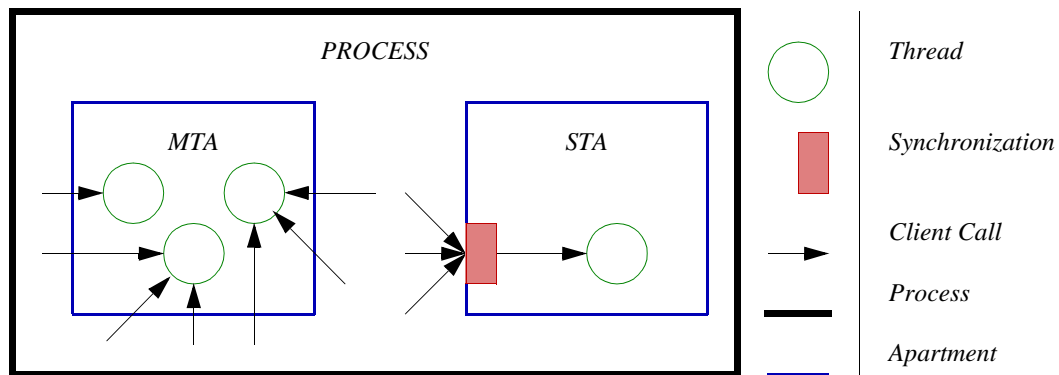 PROCESS
MTA
STA
Thread
Synchronization
Client Call
Process
Apartment